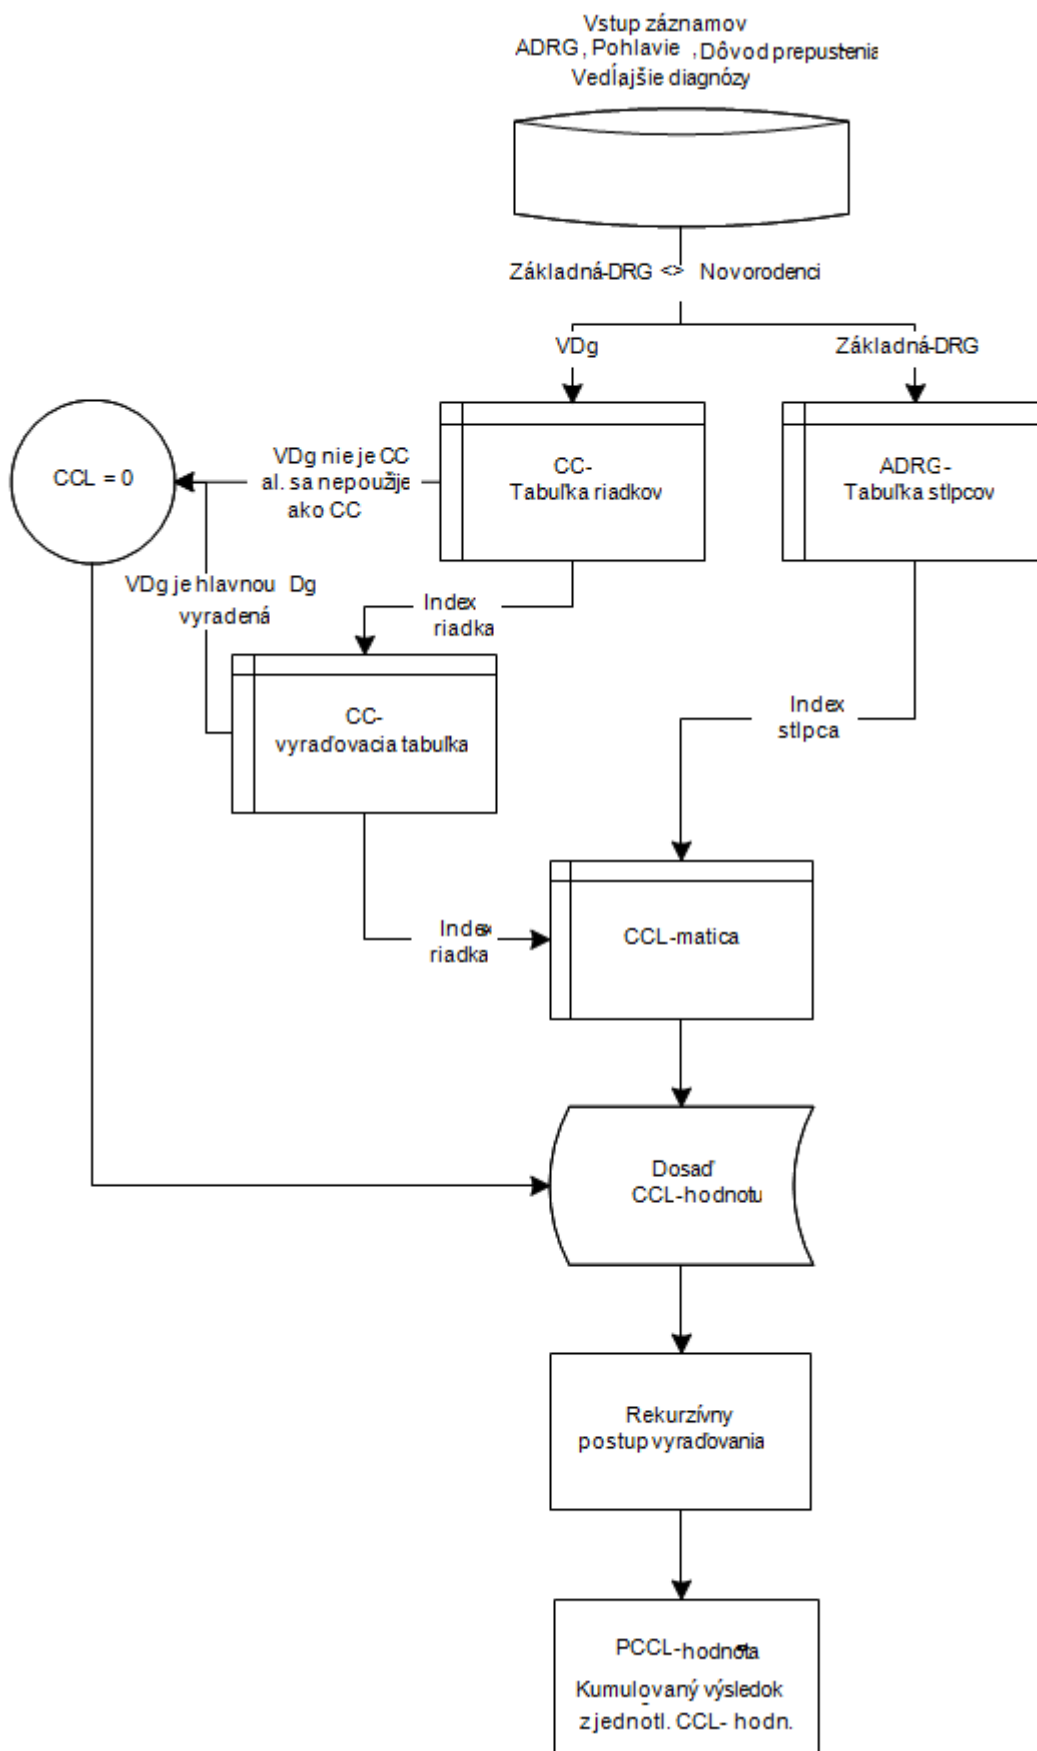 Vstup záznamov
ADRG, Pohlavie , Dôvod prepustenia
Vedľajšie diagnózy
Základná-DRG <> Novorodenci
VDg
Základná-DRG
CCL = 0
VDg nie je CC
al. sa nepoužije
ako CC
CC-
Tabuľka riadkov
ADRG-
Tabuľka stĺpcov
VDg je hlavnou Dg
vyradená
Index
riadka
CC-
vyraďovacia tabuľka
Index
stĺpca
Index
riadka
CCL-matica
Dosaď
CCL-hodnotu
Rekurzívny
postup vyraďovania
PCCL-hodnota
Kumulovaný výsledok
z jednotl. CCL- hodn.